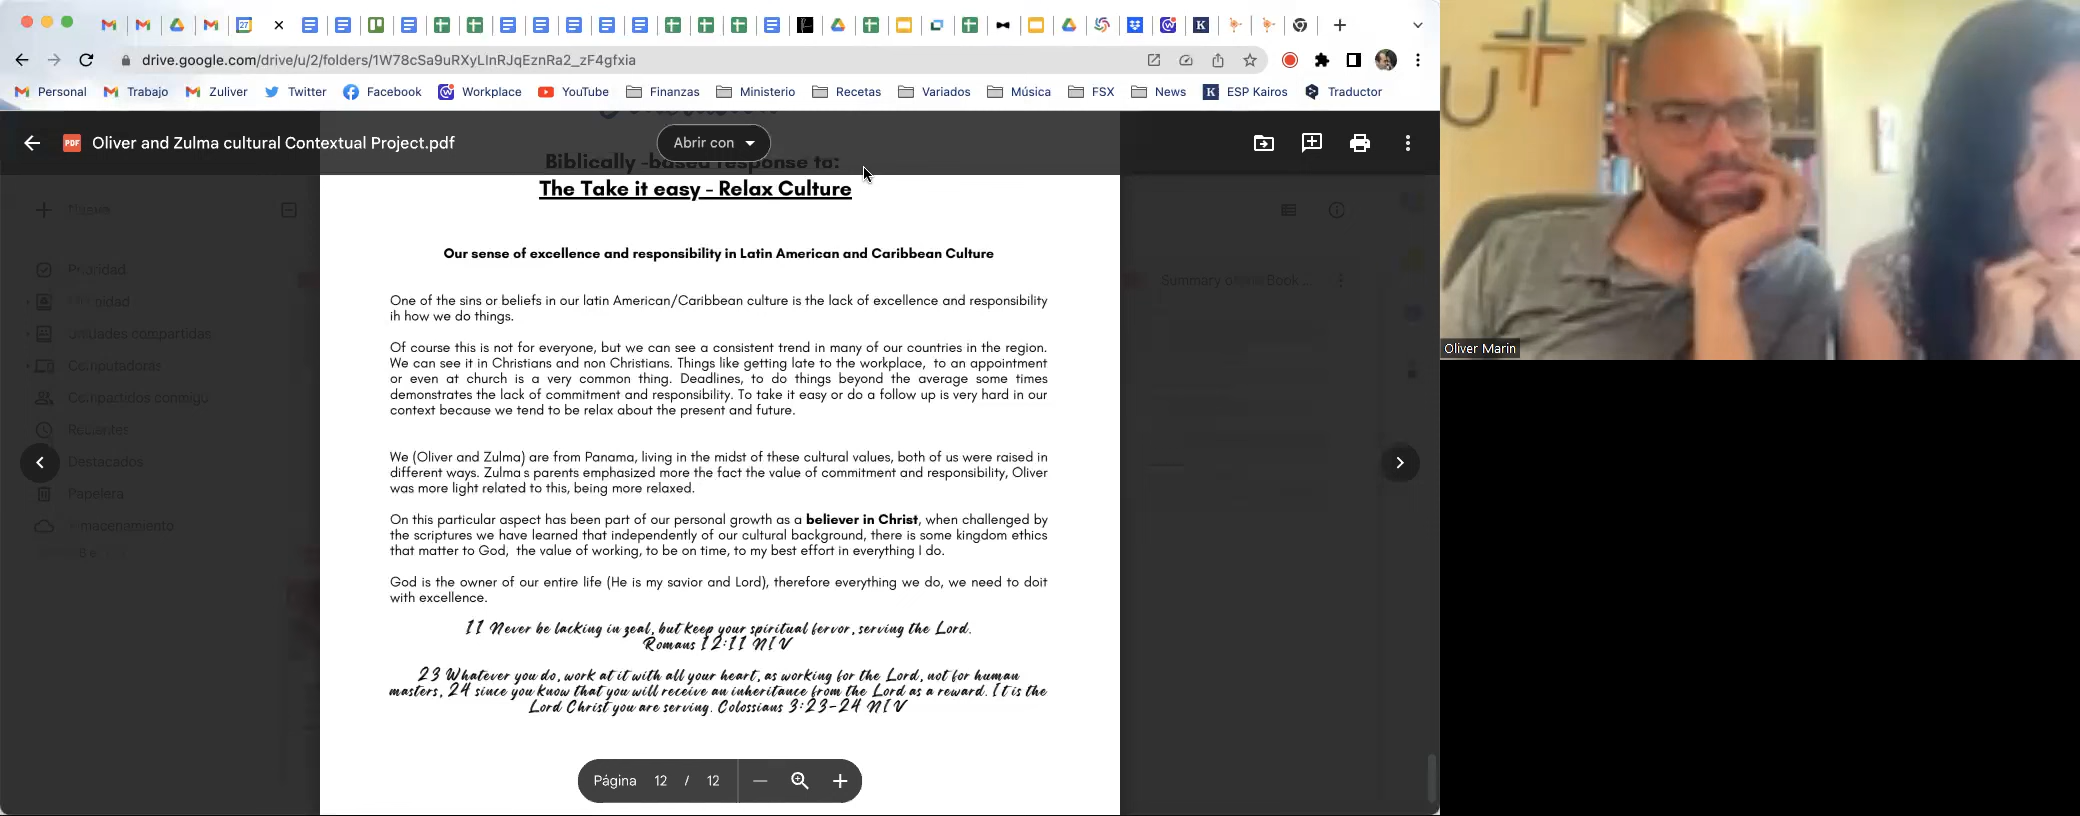 drive.google.com/drive/u/2/folders/1W78cSa9uRXyLInRJqEznRa2_zF4gfxia
Personal Trabajo Zuliver Twitter Facebook Workplace YouTube Finanzas Ministerio Recetas Variados Música FSX News ESP Kairos Traductor
PDF Oliver and Zulma cultural Contextual Project.pdf
Abrir con
Biblically -based response to:
The Take it easy - Relax Culture
Our sense of excellence and responsibility in Latin American and Caribbean Culture
One of the sins or beliefs in our latin American/Caribbean culture is the lack of excellence and responsibility
ih how we do things.
Of course this is not for everyone, but we can see a consistent trend in many of our countries in the region.
We can see it in Christians and non Christians. Things like getting late to the workplace, to an appointment
or even at church is a very common thing. Deadlines, to do things beyond the average some times
demonstrates the lack of commitment and responsibility. To take it easy or do a follow up is very hard in our
context because we tend to be relax about the present and future.
We (Oliver and Zulma) are from Panama, living in the midst of these cultural values, both of us were raised in
different ways. Zulma s parents emphasized more the fact the value of commitment and responsibility, Oliver
was more light related to this, being more relaxed.
On this particular aspect has been part of our personal growth as a believer in Christ, when challenged by
the scriptures we have learned that independently of our cultural background, there is some kingdom ethics
that matter to God, the value of working, to be on time, to my best effort in everything I do.
God is the owner of our entire life (He is my savior and Lord), therefore everything we do, we need to doit
with excellence.
11 Never be lacking in zeal, but keep your spiritual fervor, serving the Lord.
Romans 12:11 NIV
23 Whatever you do, work at it with all your heart, as working for the Lord, not for human
masters, 24 since you know that you will receive an inheritance from the Lord as a reward. It is the
Lord Christ you are serving. Colossians 3:23-24 NIV
Página 12 / 12
Prioridad
Mi unidad
Unidades compartidas
Computadoras
Compartidos conmigo
Recientes
Destacados
Papelera
Almacenamiento
Summary of the Book ...
Oliver Marin